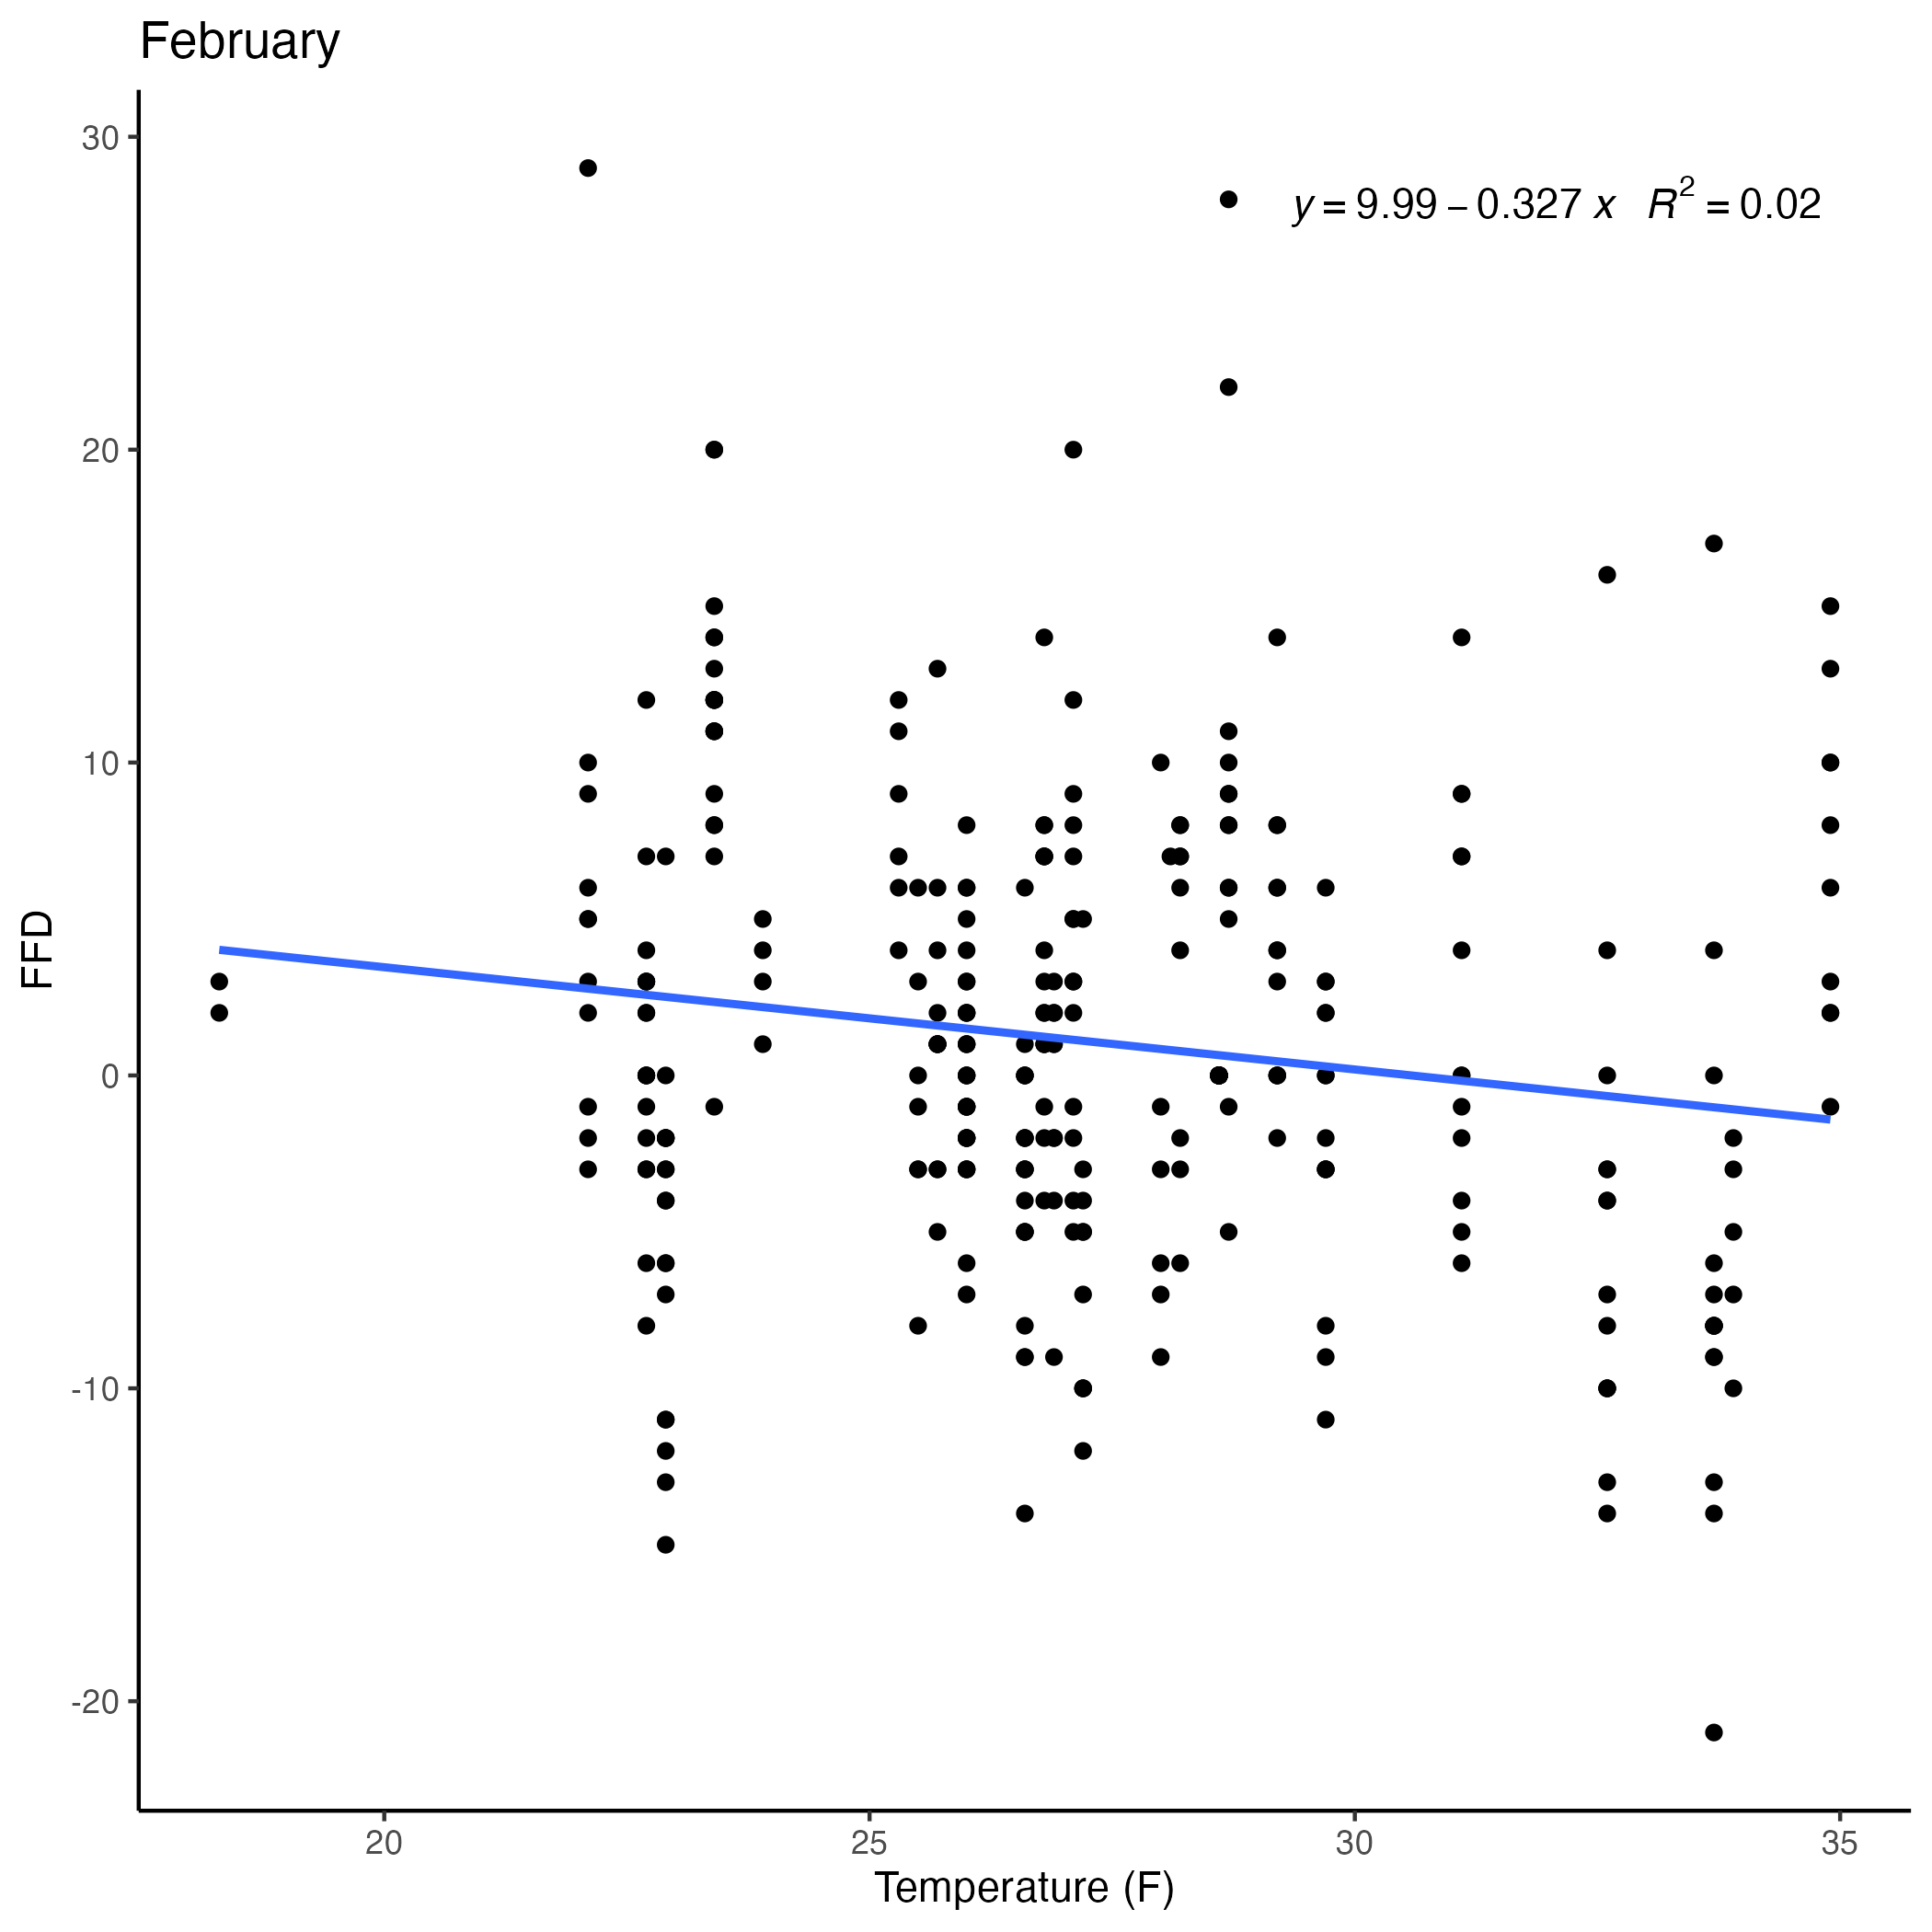 February
30
20
10
0
-10
-20
FFD
y = 9.99 – 0.327 x R² = 0.02
20 25 30 35
Temperature (F)